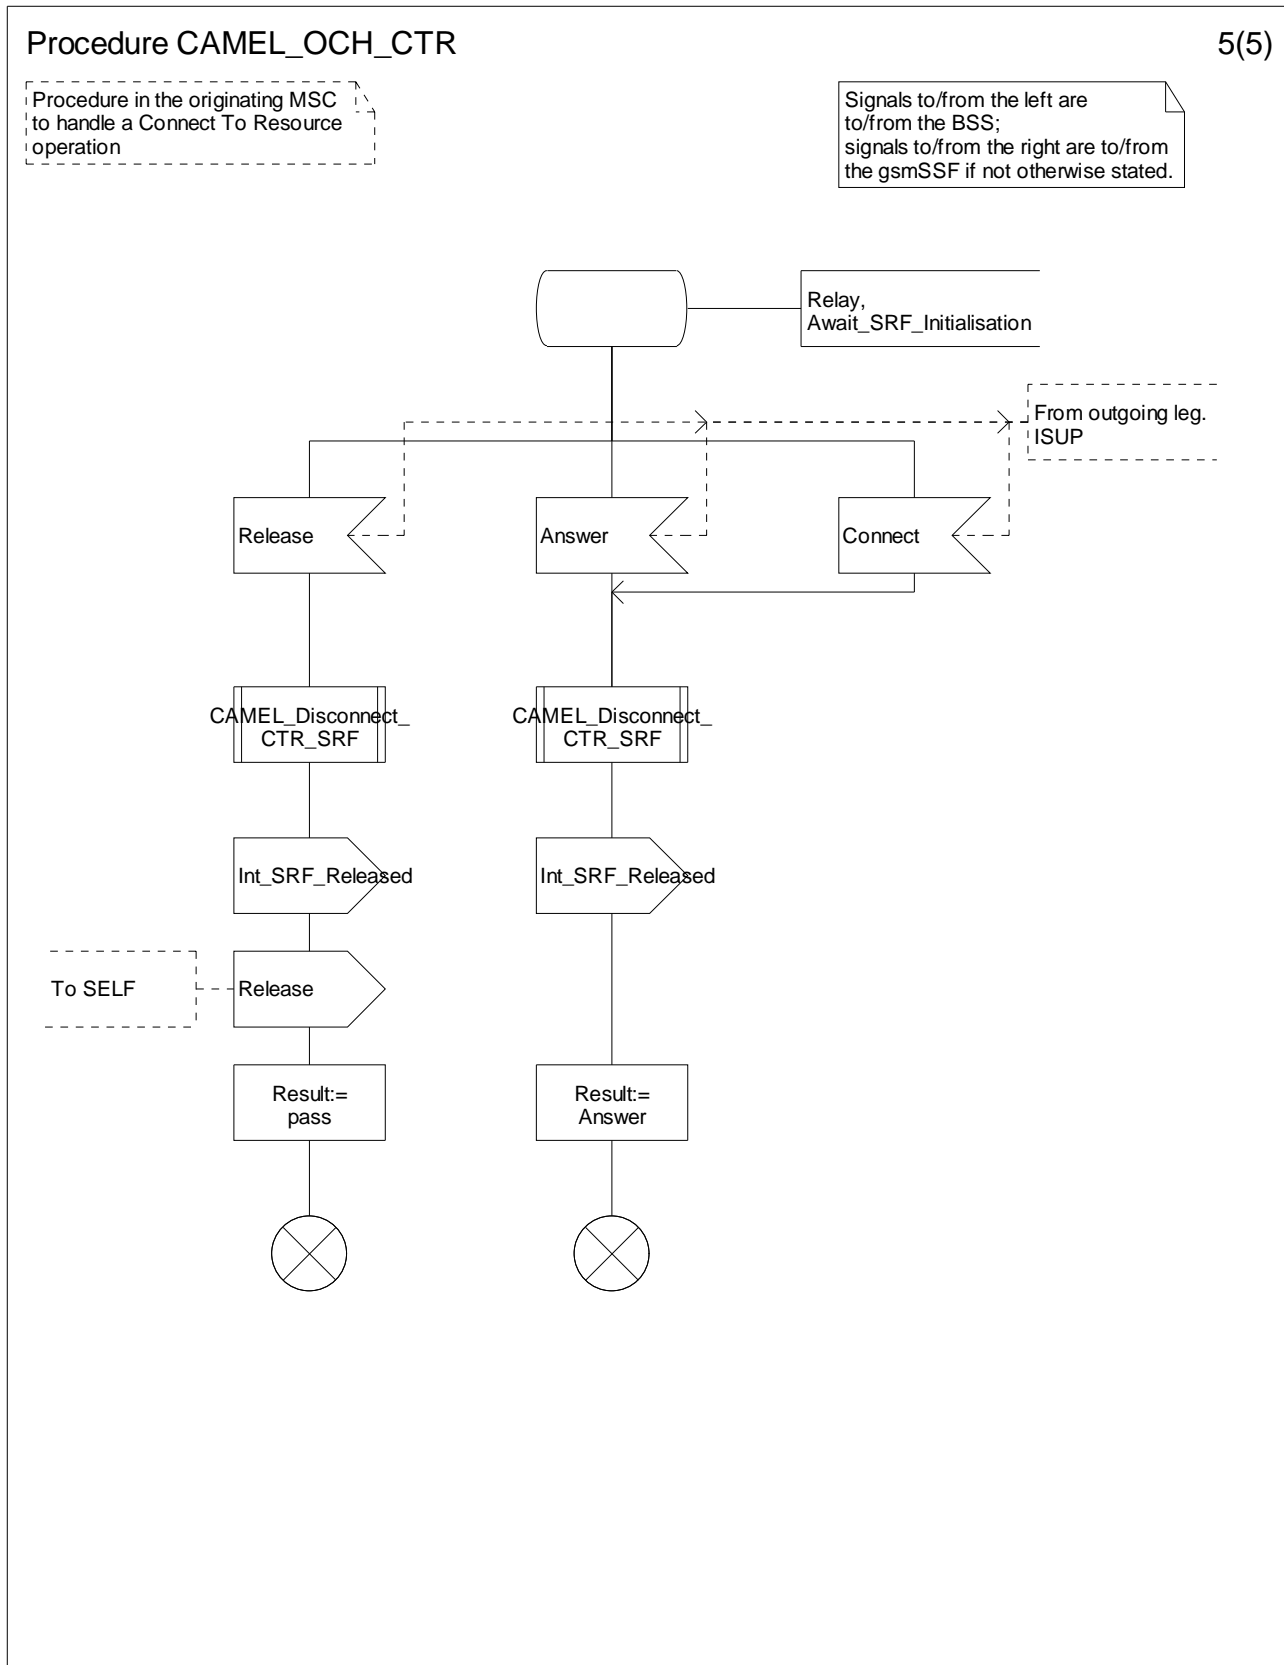 Procedure CAMEL_OCH_CTR
5(5)
Procedure in the originating MSC
to handle a Connect To Resource
operation
Signals to/from the left are
to/from the BSS;
signals to/from the right are to/from
the gsmSSF if not otherwise stated.
Relay,
Await_SRF_Initialisation
From outgoing leg.
ISUP
Release
Answer
Connect
CAMEL_Disconnect_
CTR_SRF
CAMEL_Disconnect_
CTR_SRF
Int_SRF_Released
Int_SRF_Released
To SELF
Release
Result:=
pass
Result:=
Answer